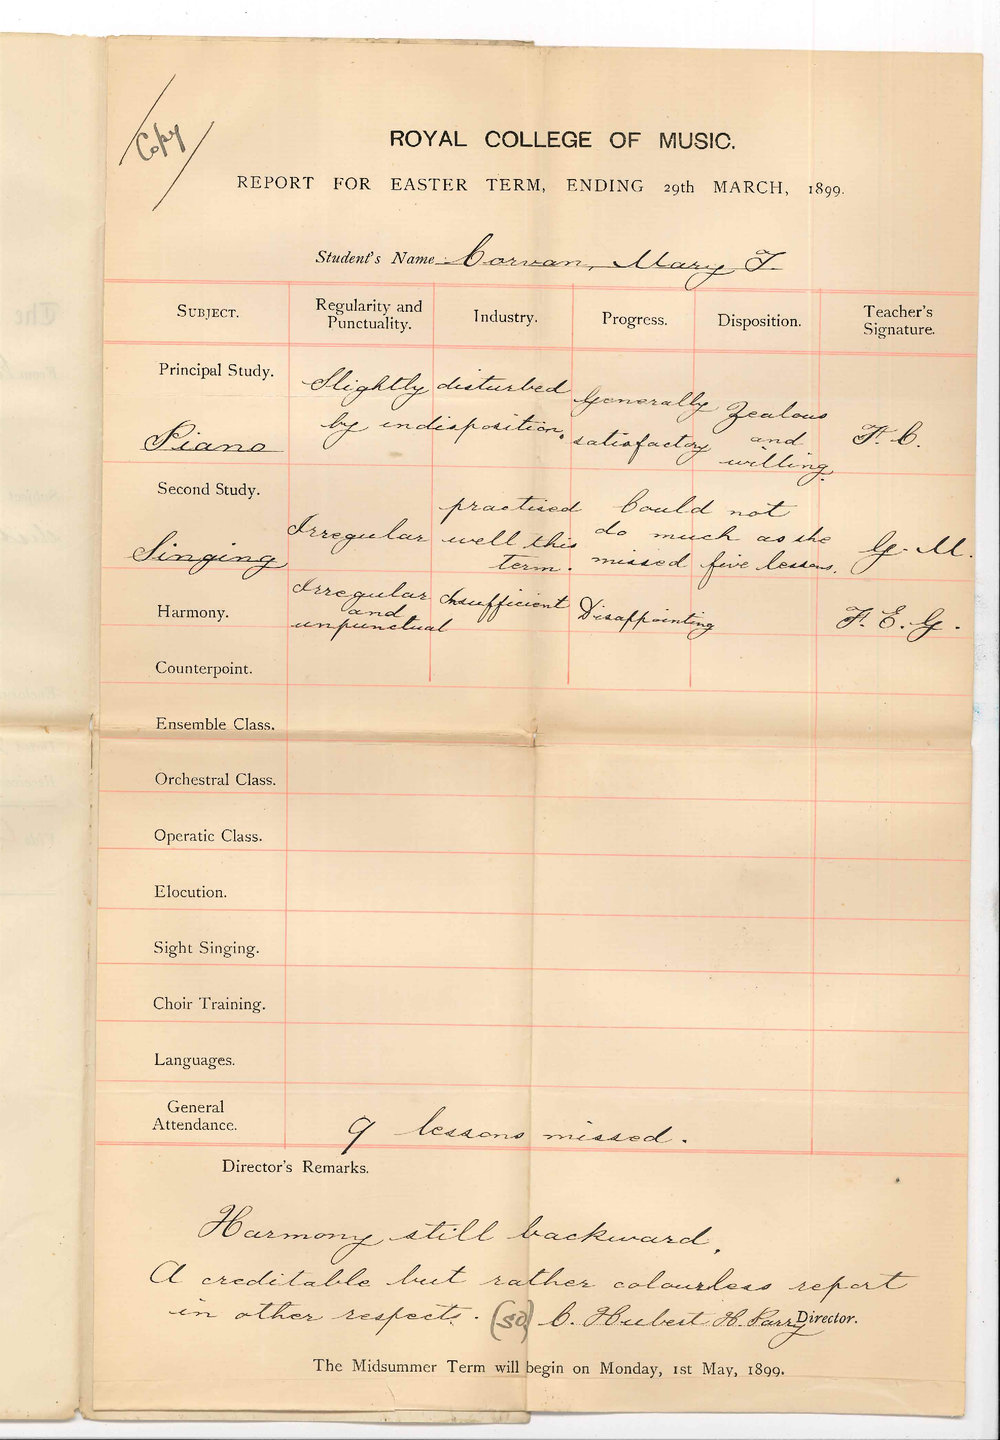 Copy
ROYAL COLLEGE OF MUSIC.
REPORT FOR EASTER TERM, ENDING 29th MARCH, 1899.
Student's Name Corvan, Mary T.
SUBJECT.
Regularity and
Punctuality.
Industry.
Progress.
Disposition.
Teacher's
Signature.
Principal Study.
Piano
Slightly disturbed
by indisposition.
Generally
satisfactory
Zealous
and
willing.
F. C.
Second Study.
Singing
Irregular
practised
well this
term.
Could not
do much as she
missed five lessons.
G. M.
Harmony.
Irregular
and
unpunctual
Insufficient
Disappointing
F. E. G.
Counterpoint.
Ensemble Class.
Orchestral Class.
Operatic Class.
Elocution.
Sight Singing.
Choir Training.
Languages.
General
Attendance.
9 lessons missed.
Director's Remarks.
Harmony still backward.
A creditable but rather colourless report
in other respects. (sd) C. Hubert H. Parry Director.
The Midsummer Term will begin on Monday, 1st May, 1899.